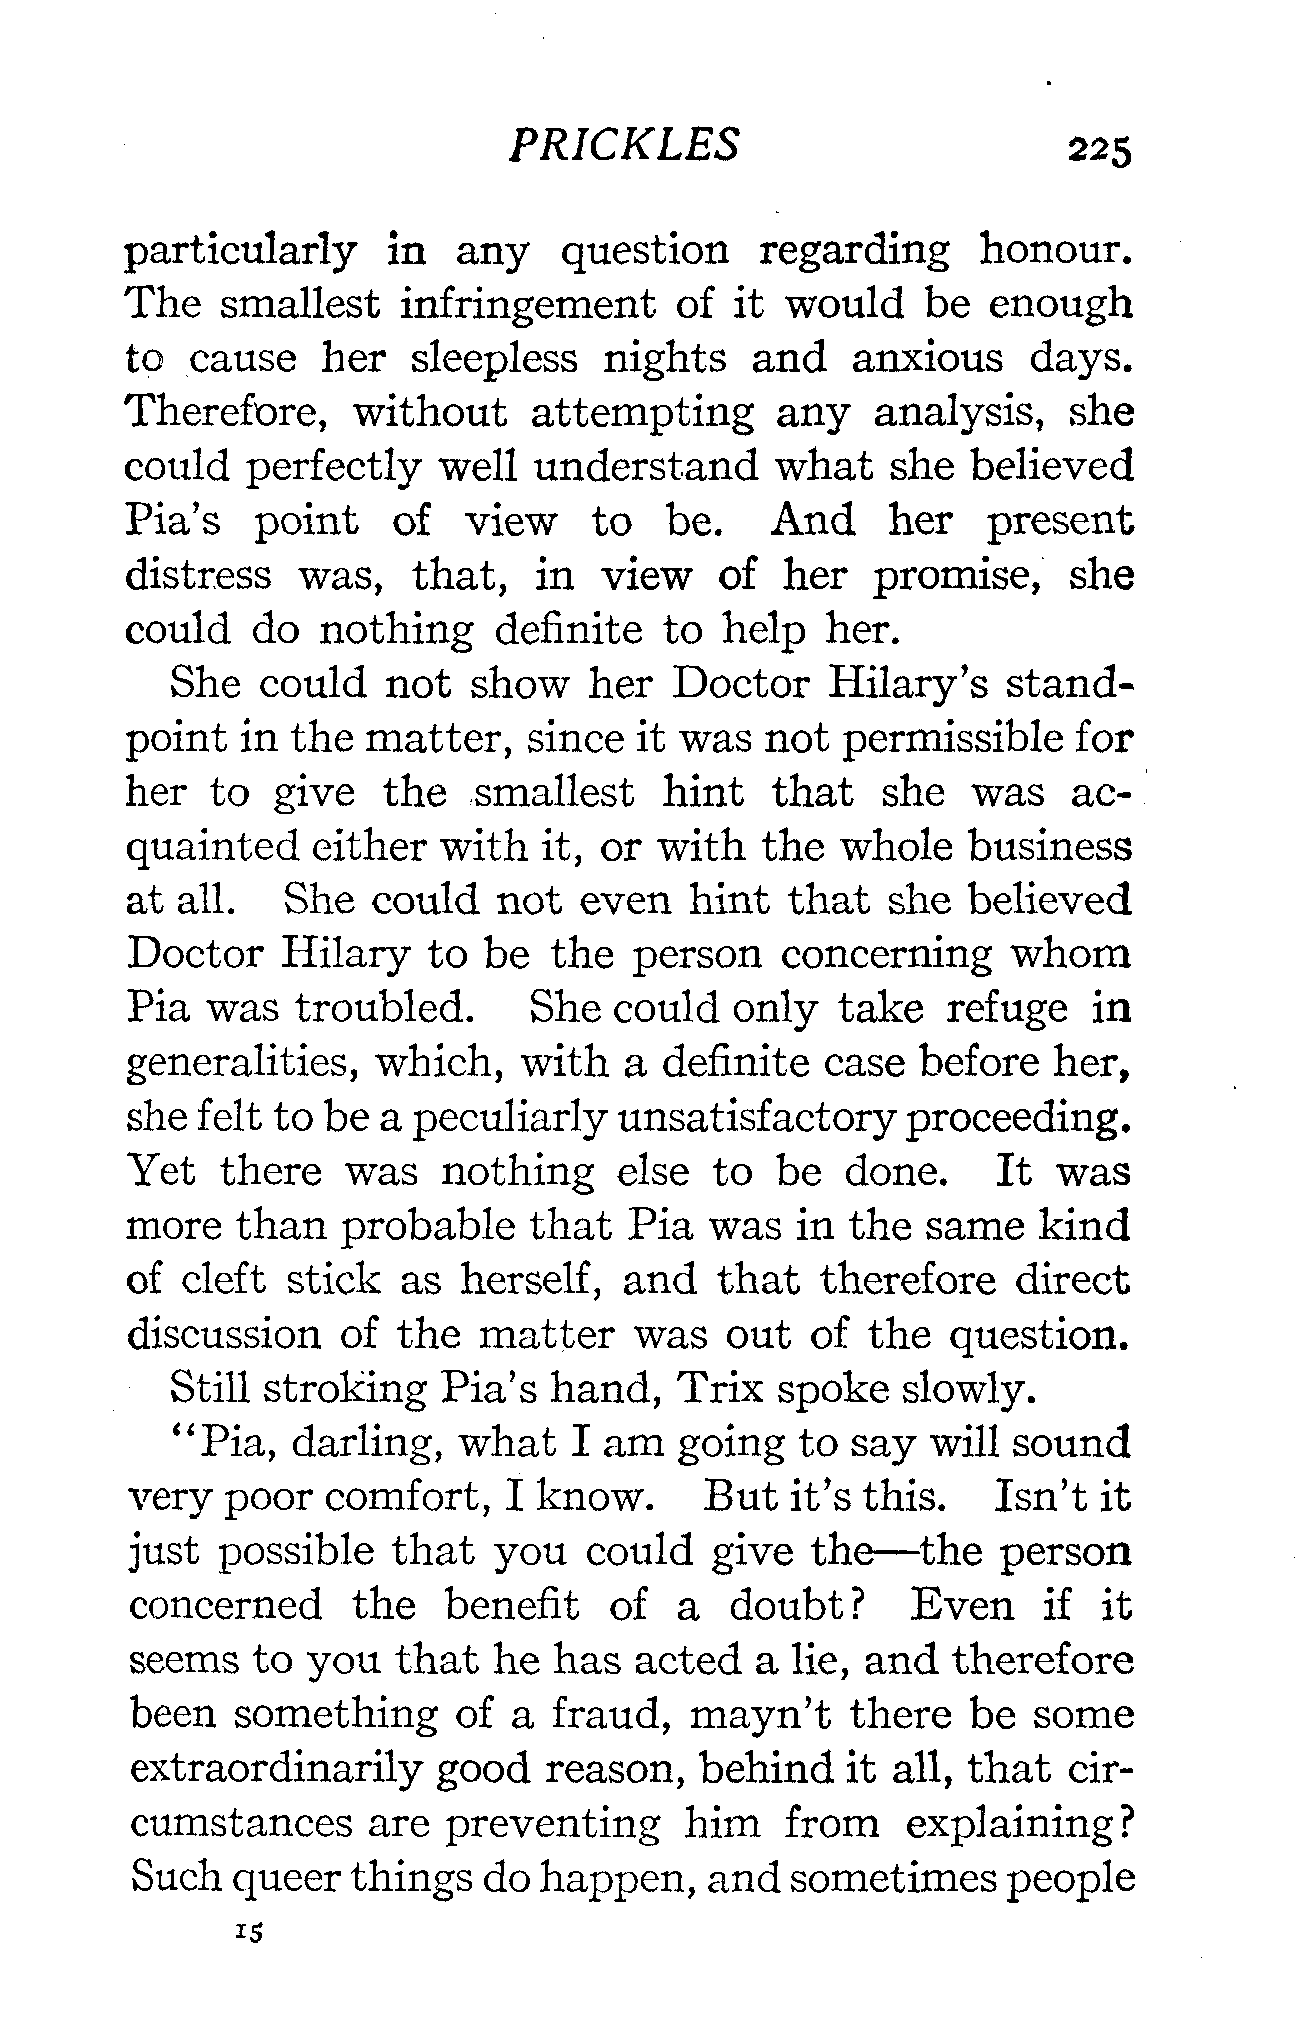 PRICKLES 225
particularly in any question regarding honour.
The smallest infringement of it would be enough
to cause her sleepless nights and anxious days.
Therefore, without attempting any analysis, she
could perfectly well understand what she believed
Pia's point of view to be. And her present
distress was, that, in view of her promise, she
could do nothing definite to help her.
She could not show her Doctor Hilary's stand-
point in the matter, since it was not permissible for
her to give the smallest hint that she was ac-
quainted either with it, or with the whole business
at all. She could not even hint that she believed
Doctor Hilary to be the person concerning whom
Pia was troubled. She could only take refuge in
generalities, which, with a definite case before her,
she felt to be a peculiarly unsatisfactory proceeding.
Yet there was nothing else to be done. It was
more than probable that Pia was in the same kind
of cleft stick as herself, and that therefore direct
discussion of the matter was out of the question.
Still stroking Pia's hand, Trix spoke slowly.
"Pia, darling, what I am going to say will sound
very poor comfort, I know. But it's this. Isn't it
just possible that you could give the—the person
concerned the benefit of a doubt? Even if it
seems to you that he has acted a lie, and therefore
been something of a fraud, mayn't there be some
extraordinarily good reason, behind it all, that cir-
cumstances are preventing him from explaining?
Such queer things do happen, and sometimes people
15